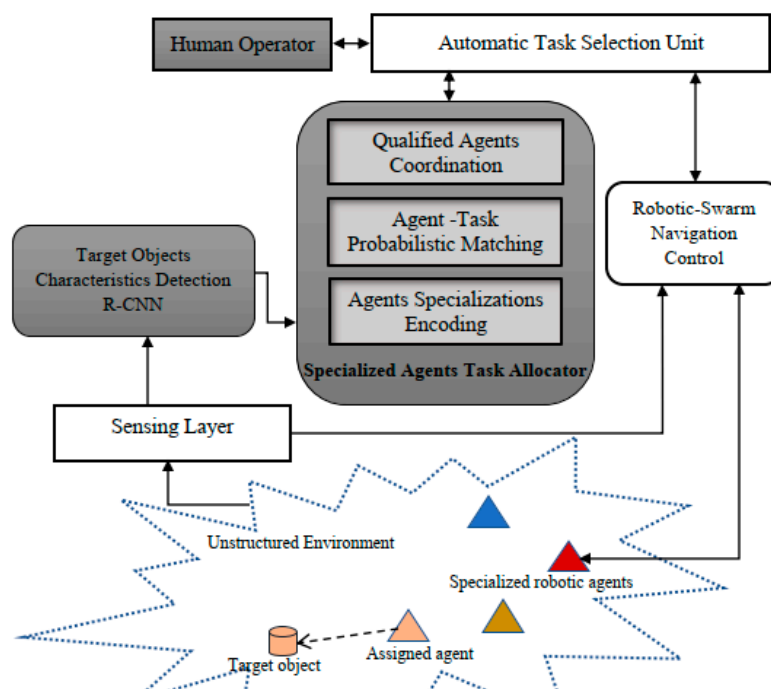 Human Operator
Automatic Task Selection Unit
Qualified Agents
Coordination
Agent -Task
Probabilistic Matching
Agents Specializations
Encoding
Specialized Agents Task Allocator
Robotic-Swarm
Navigation
Control
Target Objects
Characteristics Detection
R-CNN
Sensing Layer
Unstructured Environment
Specialized robotic agents
Target object
Assigned agent